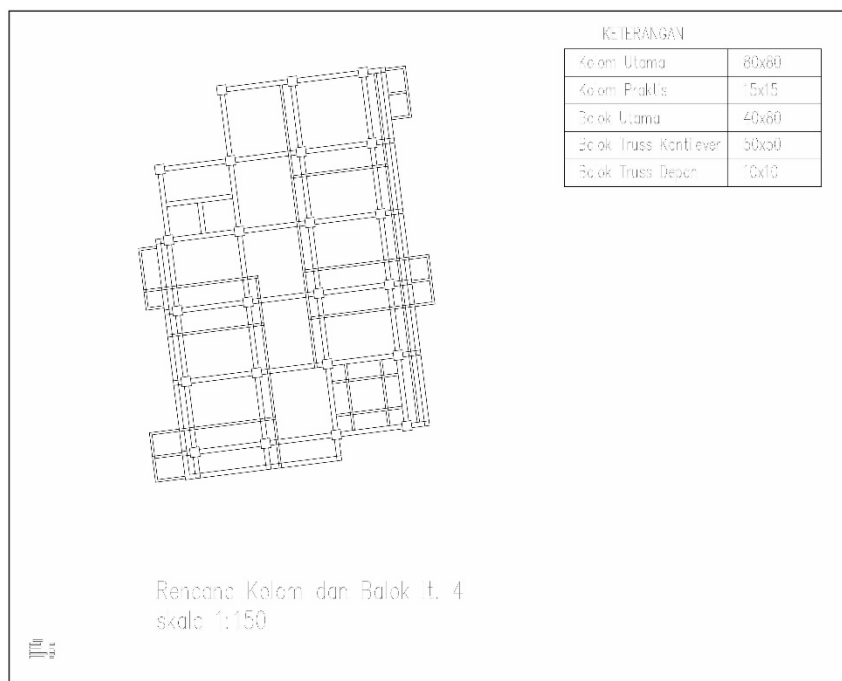 KETERANGAN
Kolom Utama 80x80
Kolom Praktis 15x15
Balok Utama 40x80
Balok Truss Kantilever 50x50
Balok Truss Depan 10x10
Rencana Kolom dan Balok lt. 4
skala 1:150